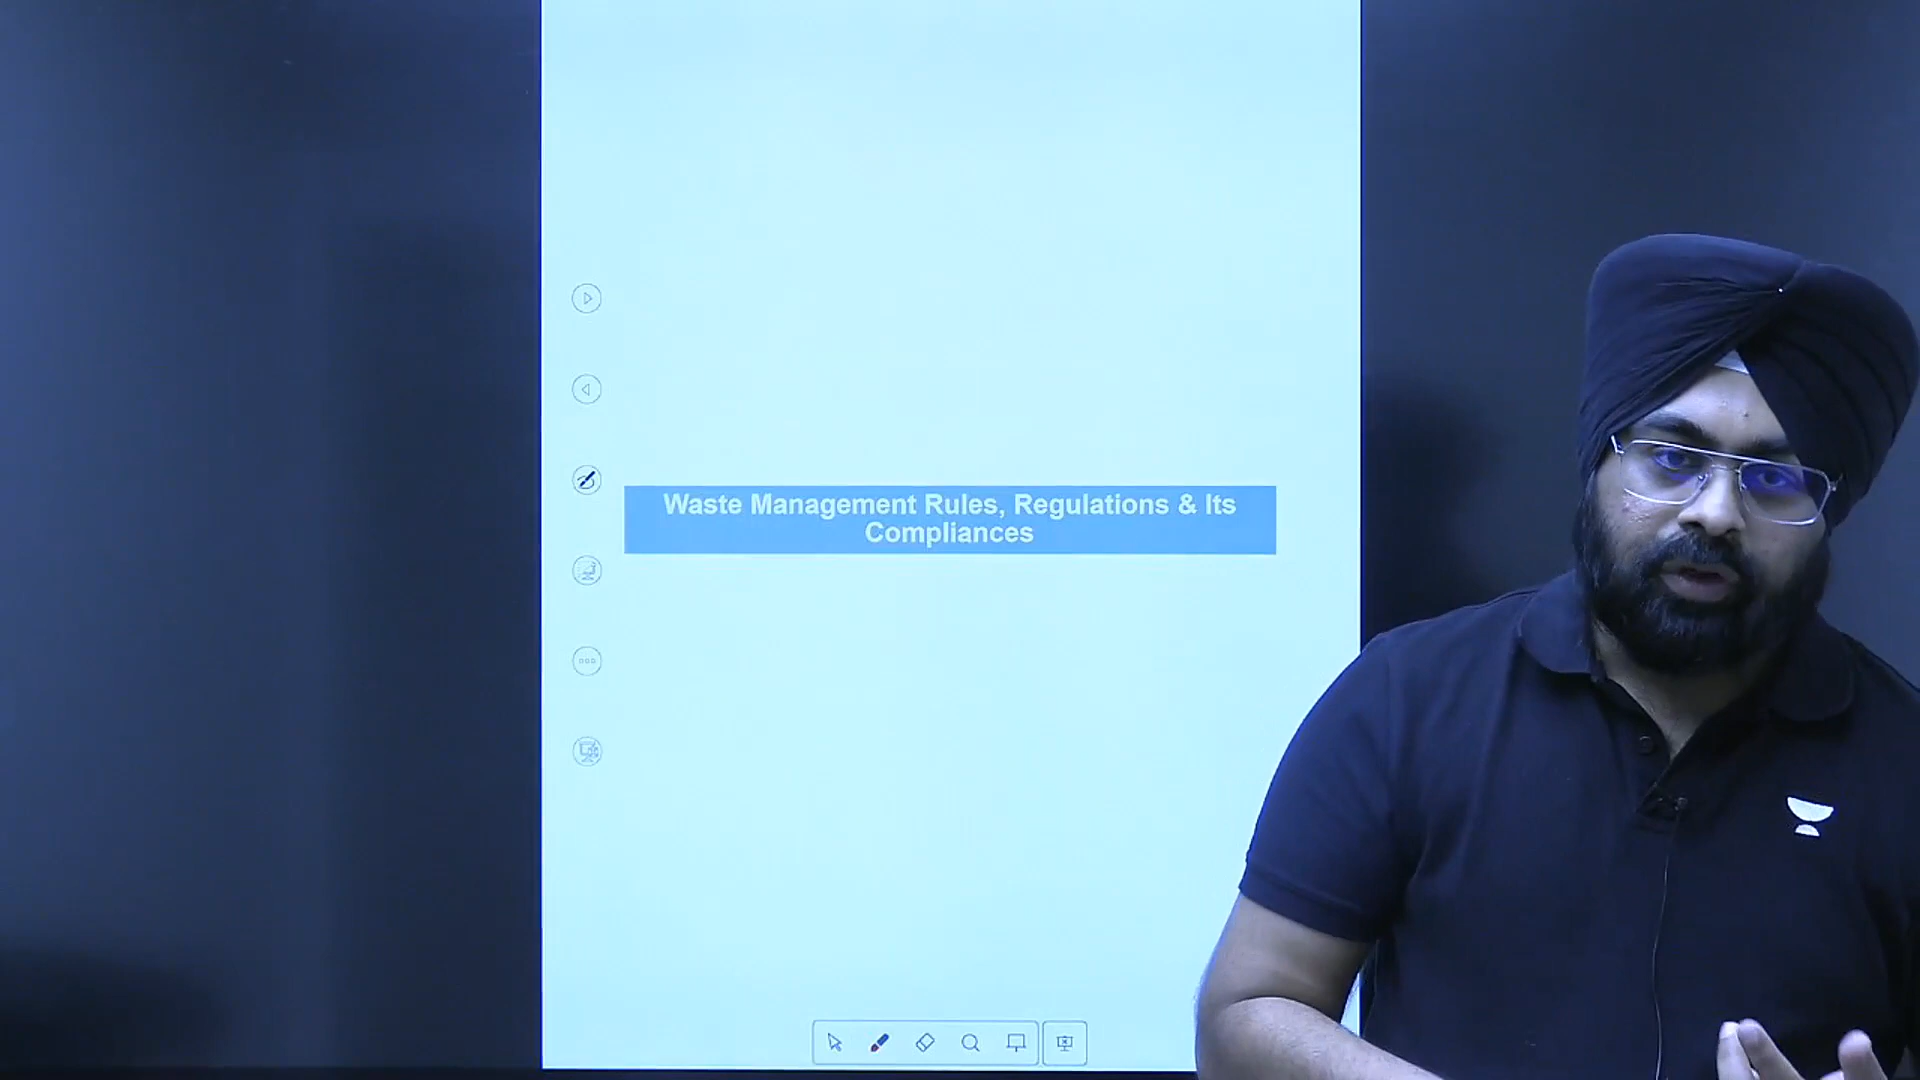 Waste Management Rules, Regulations & Its
Compliances